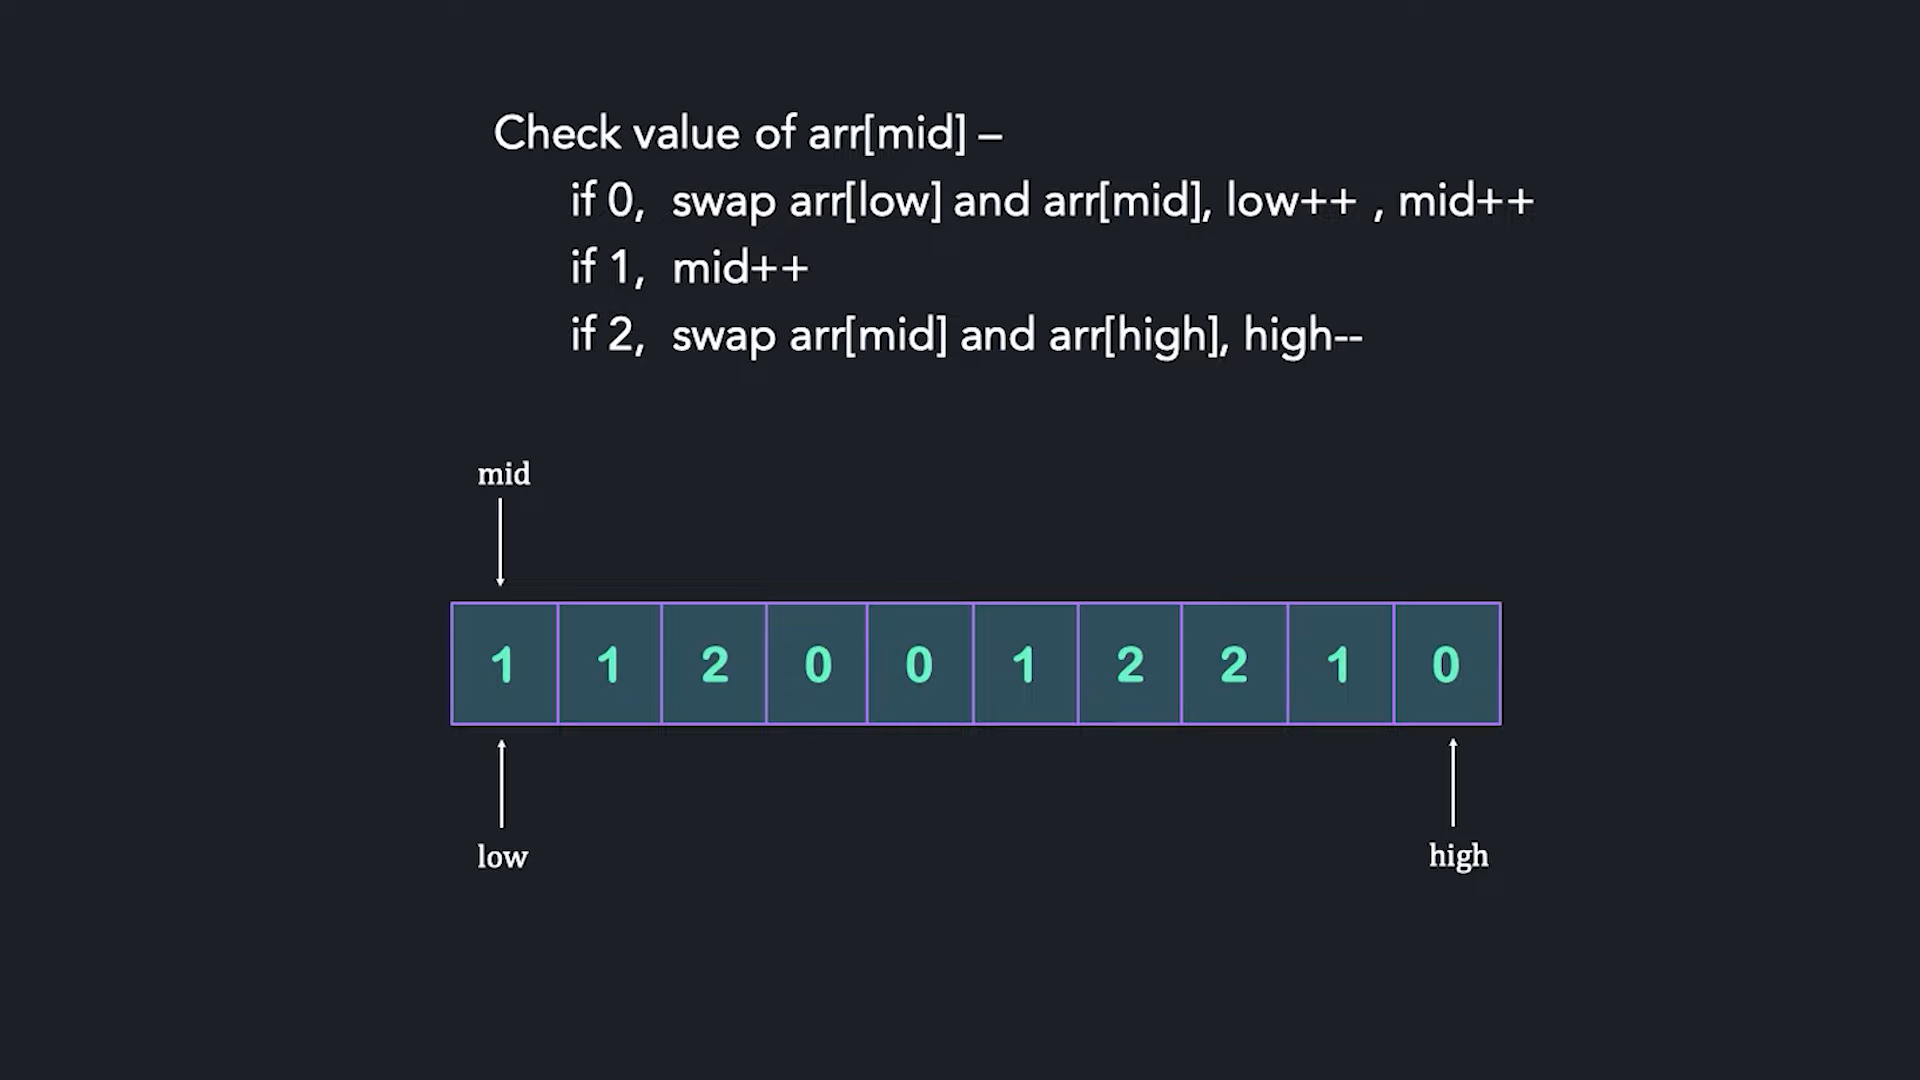 Check value of arr[mid] –
if 0, swap arr[low] and arr[mid], low++ , mid++
if 1, mid++
if 2, swap arr[mid] and arr[high], high--
mid
1 1 2 0 0 1 2 2 1 0
low high